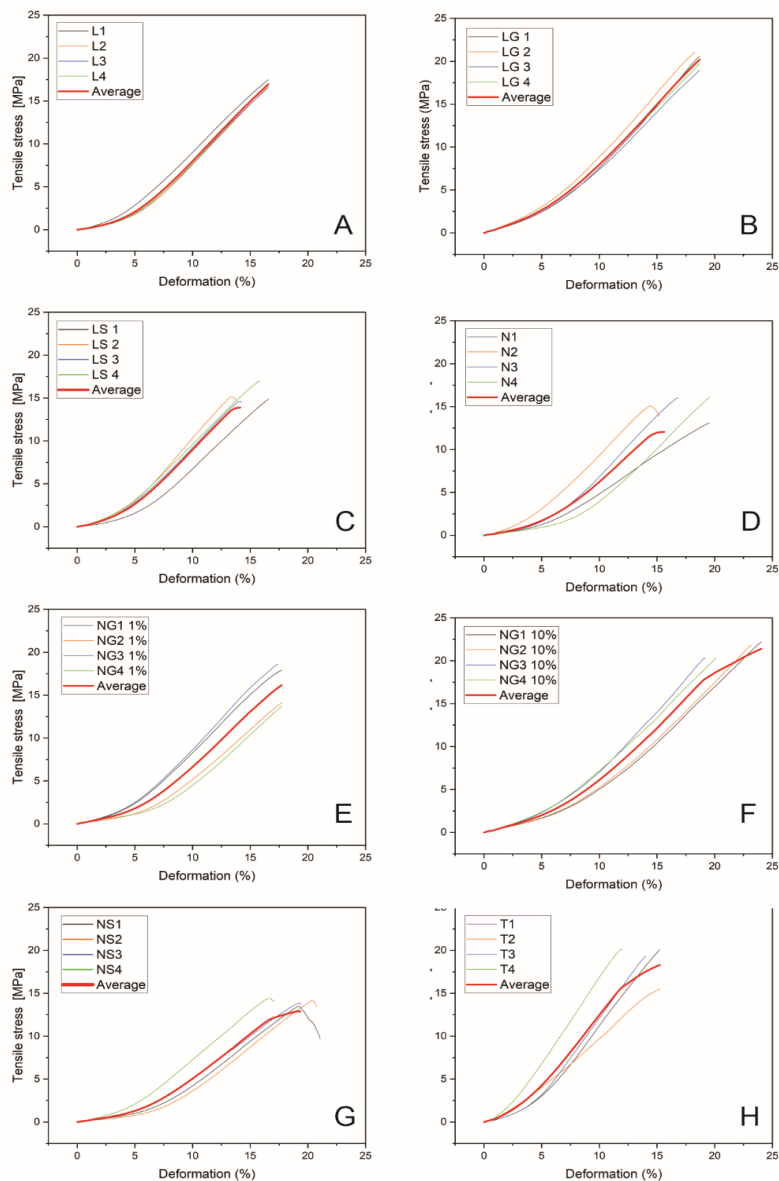 L1
L2
L3
L4
Average
Tensile stress [MPa]
25
20
15
10
5
0
0 5 10 15 20 25
Deformation (%)
A
LG 1
LG 2
LG 3
LG 4
Average
Tensile stress (MPa)
25
20
15
10
5
0
0 5 10 15 20 25
Deformation (%)
B
LS 1
LS 2
LS 3
LS 4
Average
Tensile stress [MPa]
25
20
15
10
5
0
0 5 10 15 20 25
Deformation (%)
C
N1
N2
N3
N4
Average
25
20
15
10
5
0
0 5 10 15 20 25
Deformation (%)
D
NG1 1%
NG2 1%
NG3 1%
NG4 1%
Average
Tensile stress [MPa]
25
20
15
10
5
0
0 5 10 15 20 25
Deformation (%)
E
NG1 10%
NG2 10%
NG3 10%
NG4 10%
Average
25
20
15
10
5
0
0 5 10 15 20 25
Deformation (%)
F
NS1
NS2
NS3
NS4
Average
Tensile stress [MPa]
25
20
15
10
5
0
0 5 10 15 20 25
Deformation (%)
G
T1
T2
T3
T4
Average
25
20
15
10
5
0
0 5 10 15 20 25
Deformation (%)
H